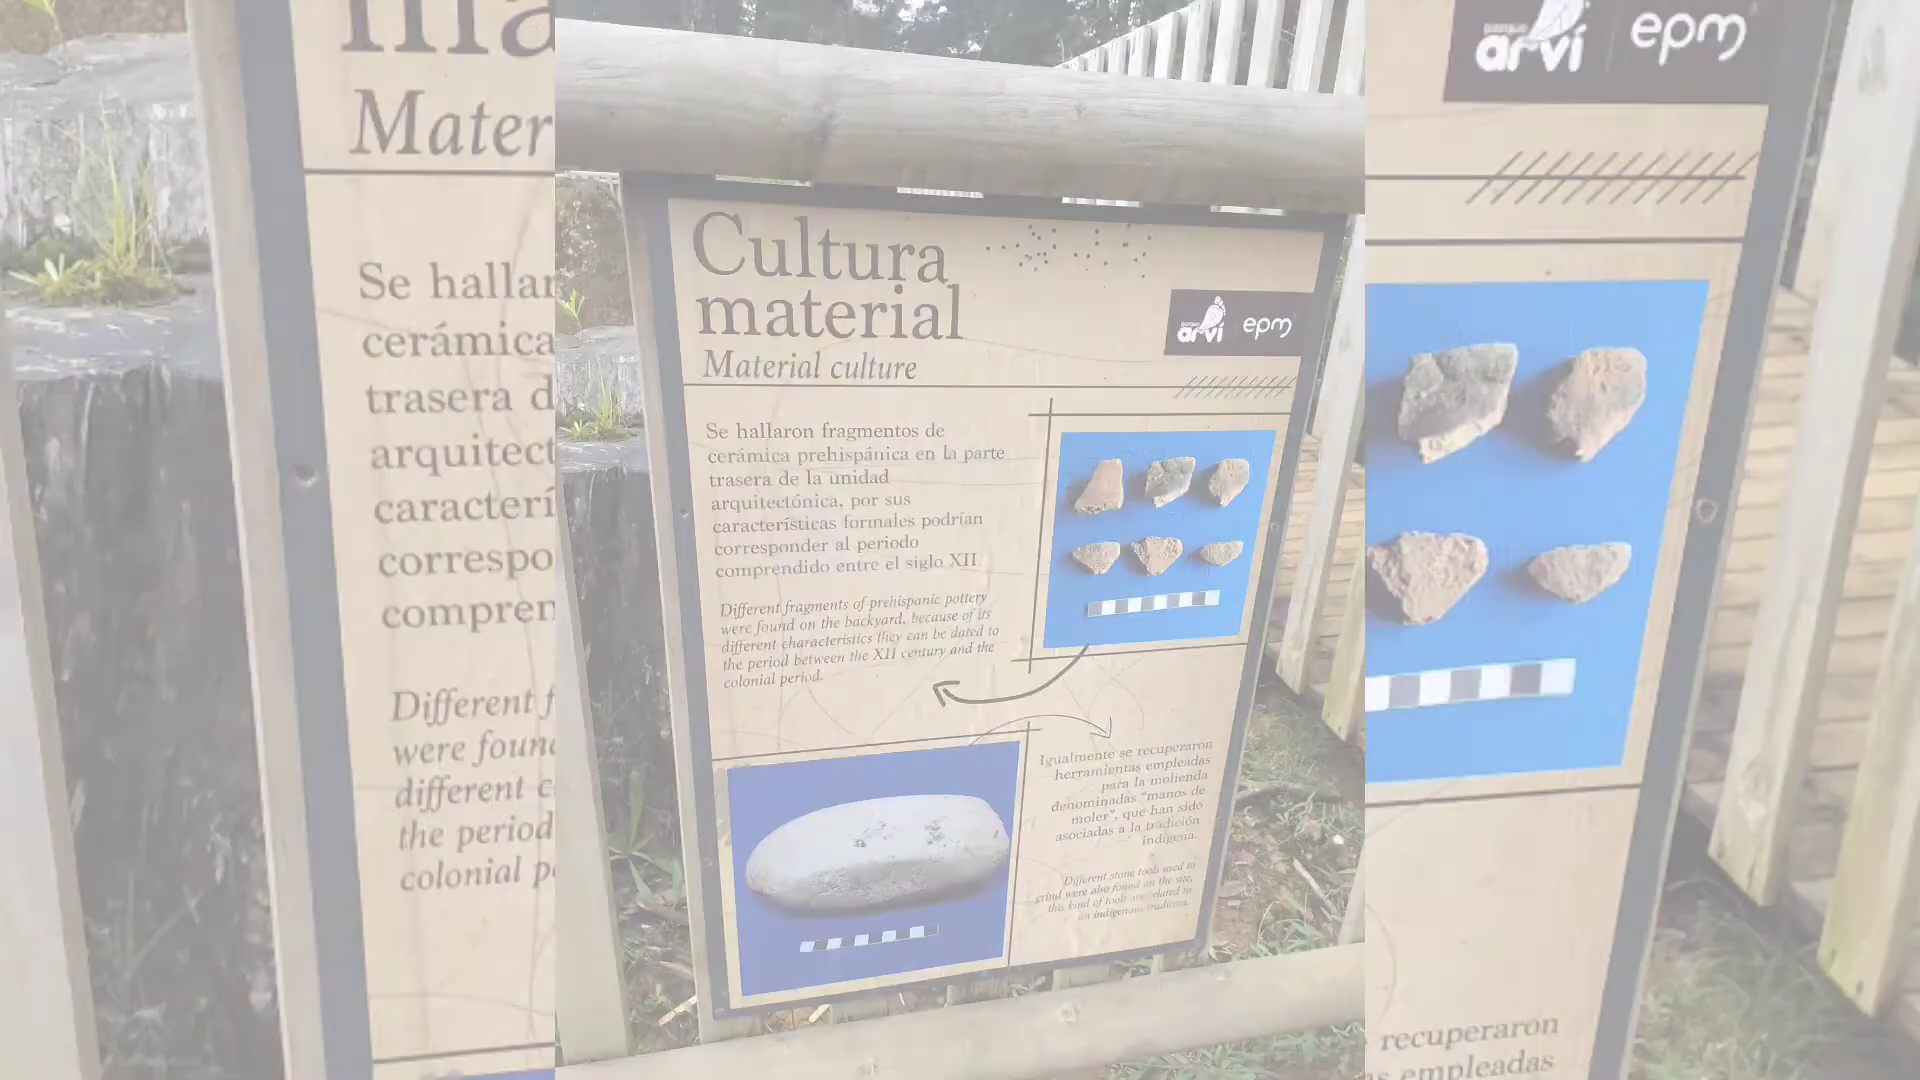 Cultura
material
Material culture
parque
arví
epm
Se hallaron fragmentos de
cerámica prehispánica en la parte
trasera de la unidad
arquitectónica, por sus
características formales podrían
corresponder al periodo
comprendido entre el siglo XII
Different fragments of prehispanic pottery
were found on the backyard, because of its
different characteristics they can be dated to
the period between the XII century and the
colonial period.
Igualmente se recuperaron
herramientas empleadas
para la molienda
denominadas "manos de
moler", que han sido
asociadas a la tradición
indígena.
Different stone tools used to
grind were also found on the site,
this kind of tools are related to
an indigenous tradition.